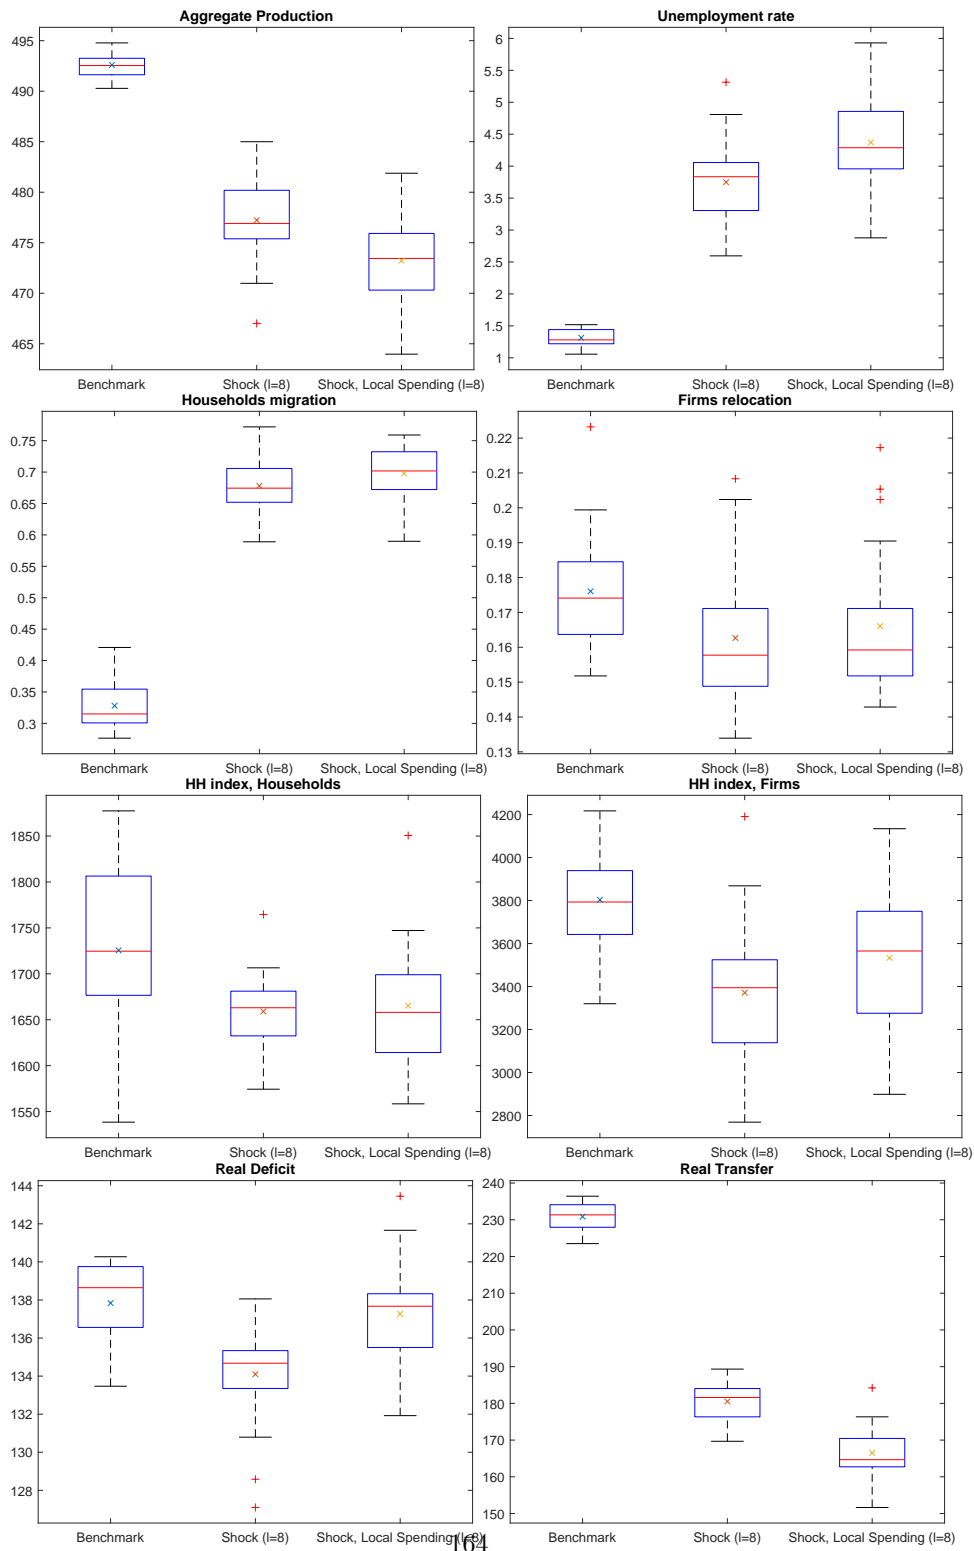 Aggregate Production
495
490
485
480
475
470
465
Benchmark
Shock (l=8)
Shock, Local Spending (l=8)
Unemployment rate
6
5.5
5
4.5
4
3.5
3
2.5
2
1.5
1
Benchmark
Shock (l=8)
Shock, Local Spending (l=8)
Households migration
0.75
0.7
0.65
0.6
0.55
0.5
0.45
0.4
0.35
0.3
Benchmark
Shock (l=8)
Shock, Local Spending (l=8)
Firms relocation
0.22
0.21
0.2
0.19
0.18
0.17
0.16
0.15
0.14
0.13
Benchmark
Shock (l=8)
Shock, Local Spending (l=8)
HH index, Households
1850
1800
1750
1700
1650
1600
1550
Benchmark
Shock (l=8)
Shock, Local Spending (l=8)
HH index, Firms
4200
4000
3800
3600
3400
3200
3000
2800
Benchmark
Shock (l=8)
Shock, Local Spending (l=8)
Real Deficit
144
142
140
138
136
134
132
130
128
Benchmark
Shock (l=8)
Shock, Local Spending (l=8)
Real Transfer
240
230
220
210
200
190
180
170
160
150
Benchmark
Shock (l=8)
Shock, Local Spending (l=8)
164